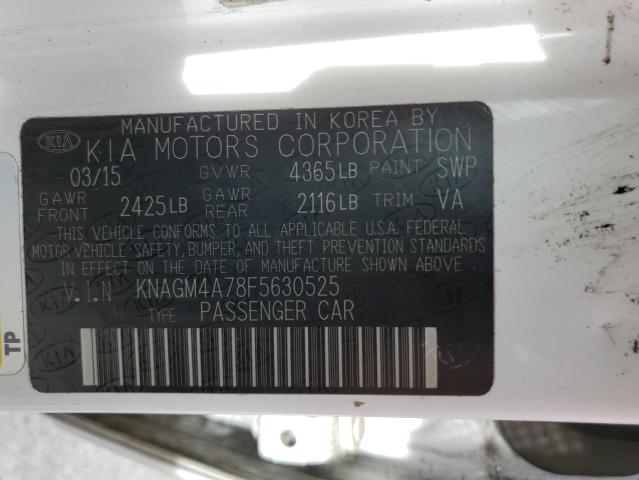 MANUFACTURED IN KOREA BY
KIA KIA MOTORS CORPORATION
03/15 GVWR 4365LB PAINT SWP
GAWR FRONT 2425LB GAWR REAR 2116LB TRIM VA
THIS VEHICLE CONFORMS TO ALL APPLICABLE U.S.A. FEDERAL
MOTOR VEHICLE SAFETY, BUMPER, AND THEFT PREVENTION STANDARDS
IN EFFECT ON THE DATE OF MANUFACTURE SHOWN ABOVE.
V.I.N KNAGM4A78F5630525
TYPE PASSENGER CAR
TP